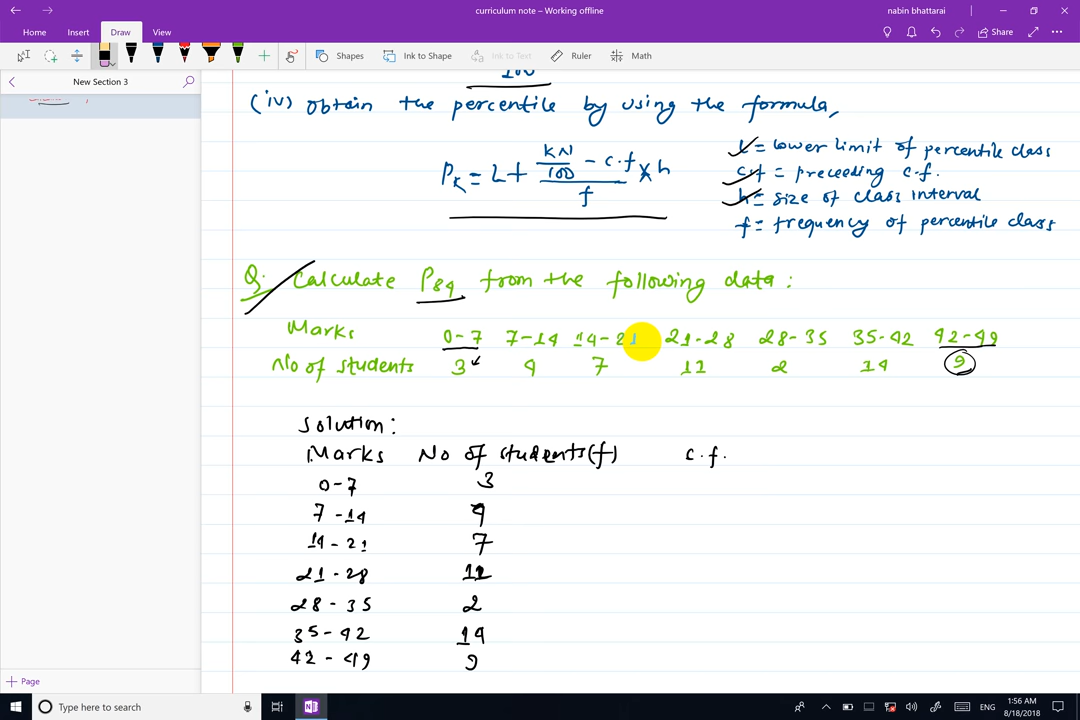 curriculum note – Working offline
nabin bhattarai
Home Insert Draw View
Share
Shapes Ink to Shape Ink to Text Ink to Ruler Math
New Section 3
100
(iv) obtain the percentile by using the formula,
PK = L + KN/100 - c.f / f × h
L = lower limit of percentile class
c.f = preceeding c.f.
h = size of class interval
f = frequency of percentile class
Q. Calculate P84 from the following data:
Marks 0-7 7-14 14-21 21-28 28-35 35-42 42-49
No of students 3 4 7 11 2 14 9
Solution:
Marks No of students(f) c.f.
0-7 3
7-14 4
14-21 7
21-28 11
28-35 2
35-42 14
42-49 9
+ Page
Type here to search
ENG
1:56 AM
8/18/2018